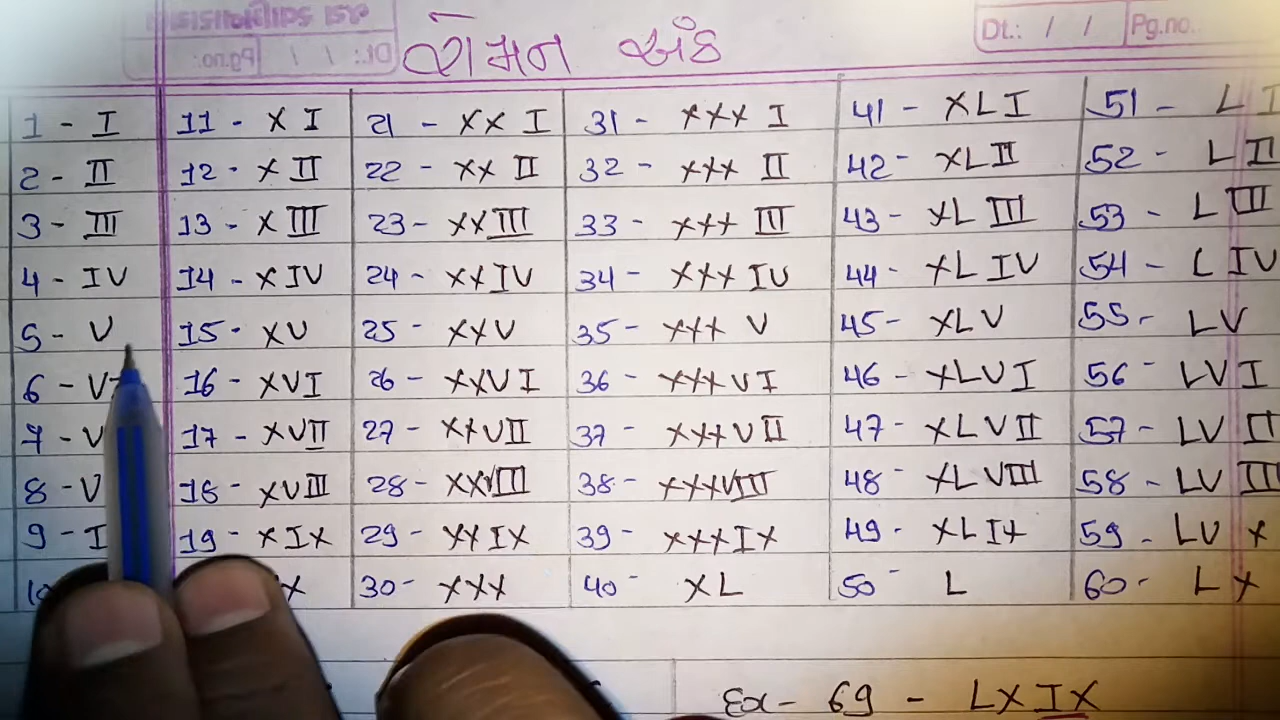 રોમન અંક
Dt.: / / Pg.no.
1 - I 11 - XI 21 - XXI 31 - XXXI 41 - XLI 51 - LI
2 - II 12 - XII 22 - XXII 32 - XXXII 42 - XLII 52 - LII
3 - III 13 - XIII 23 - XXIII 33 - XXXIII 43 - XLIII 53 - LIII
4 - IV 14 - XIV 24 - XXIV 34 - XXXIV 44 - XLIV 54 - LIV
5 - V 15 - XV 25 - XXV 35 - XXXV 45 - XLV 55 - LV
6 - VI 16 - XVI 26 - XXVI 36 - XXXVI 46 - XLVI 56 - LVI
7 - V 17 - XVII 27 - XXVII 37 - XXXVII 47 - XLVII 57 - LVII
8 - V 18 - XVIII 28 - XXVIII 38 - XXXVIII 48 - XLVIII 58 - LVIII
9 - I 19 - XIX 29 - XXIX 39 - XXXIX 49 - XLIX 59 - LVX
10 X 30 - XXX 40 - XL 50 - L 60 - LX
Ex - 69 - LXIX